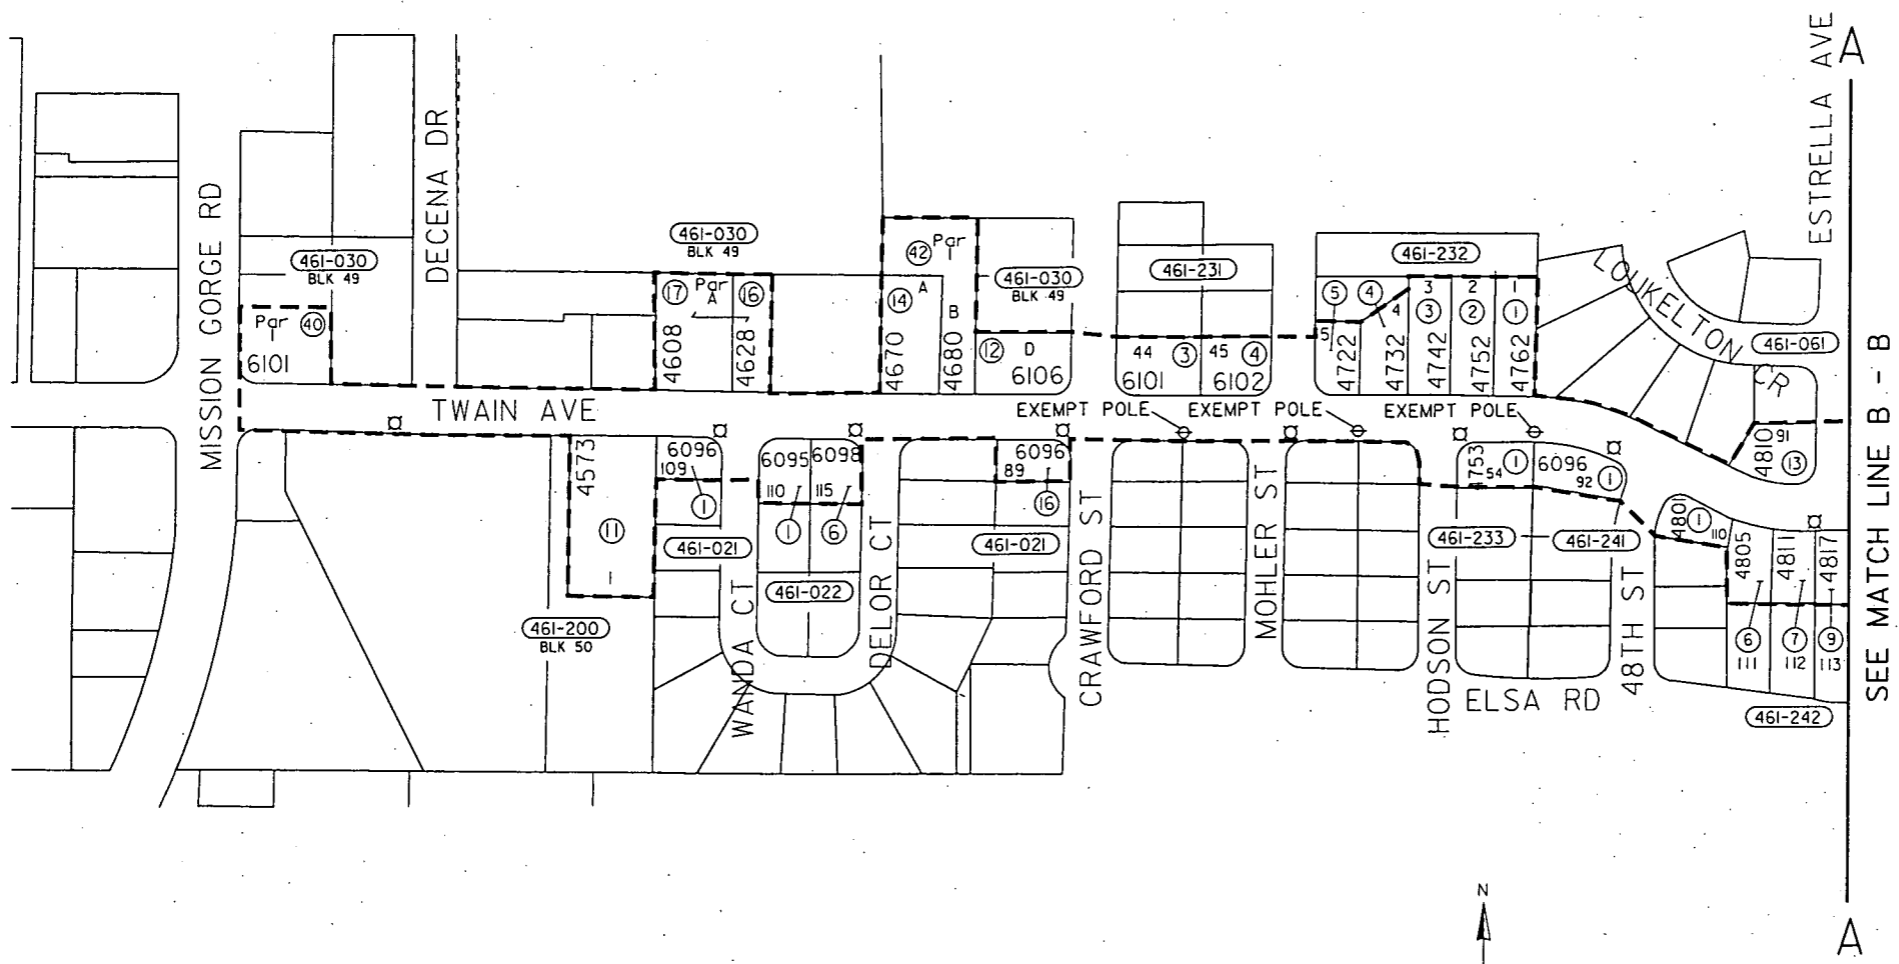 A
ESTRELLA AVE
MISSION GORGE RD
DECENA DR
461-030
BLK 49
Par
1
40
6101
461-030
BLK 49
17
Par
A
16
4608
4628
42
Par
1
14
A
B
4670
4680
461-030
BLK 49
12
D
6106
461-231
44
3
45
4
6101
6102
461-232
5
4
3
2
1
5
4
3
2
1
4722
4732
4742
4752
4762
LOUKELTON CR
461-061
4810
91
13
TWAIN AVE
EXEMPT POLE
EXEMPT POLE
EXEMPT POLE
4573
11
1
6096
109
1
6095
6098
110
115
1
6
6096
89
16
4753
54
1
6096
92
1
4801
1
110
4805
4811
4817
6
7
9
111
112
113
461-021
461-022
461-021
461-233
461-241
461-242
461-200
BLK 50
WANDA CT
DELOR CT
CRAWFORD ST
MOHLER ST
HODSON ST
ELSA RD
48TH ST
SEE MATCH LINE B - B
N
A